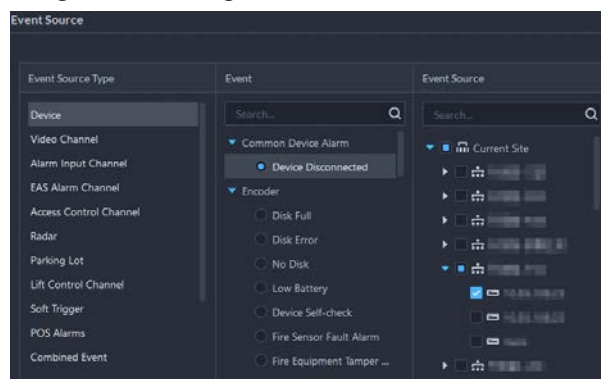 Event Source
Event Source Type
Device
Video Channel
Alarm Input Channel
EAS Alarm Channel
Access Control Channel
Radar
Parking Lot
Lift Control Channel
Soft Trigger
POS Alarms
Combined Event
Event
Search...
Common Device Alarm
Device Disconnected
Encoder
Disk Full
Disk Error
No Disk
Low Battery
Device Self-check
Fire Sensor Fault Alarm
Fire Equipment Tamper ...
Event Source
Search...
Current Site